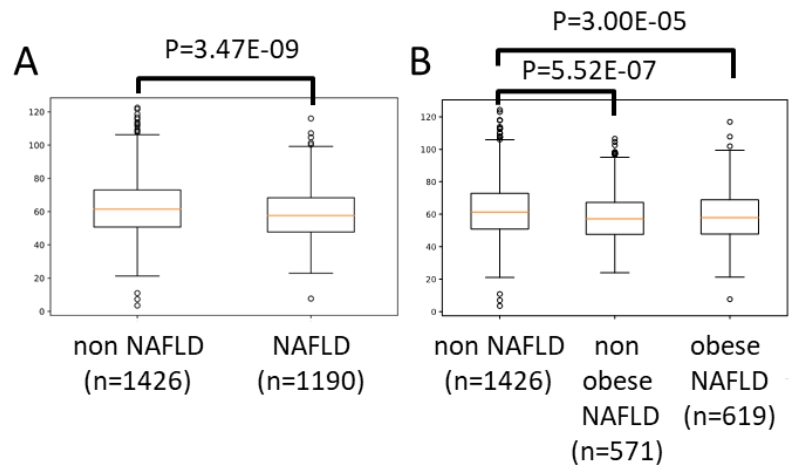 A
P=3.47E-09
120
100
80
60
40
20
0
non NAFLD
(n=1426)
NAFLD
(n=1190)
B
P=3.00E-05
P=5.52E-07
120
100
80
60
40
20
0
non NAFLD
(n=1426)
non
obese
NAFLD
(n=571)
obese
NAFLD
(n=619)